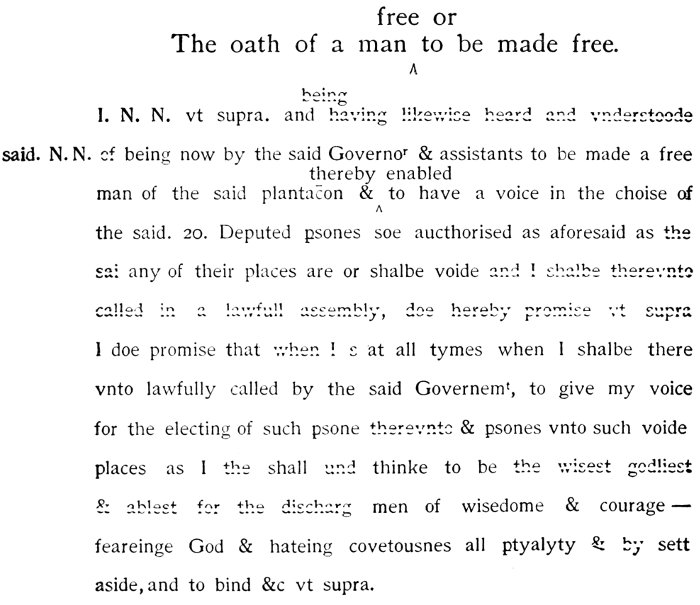 free or
The oath of a man to be made free.
^
being
I. N. N. vt supra. and having likewise heard and vnderstoode
said. N. N. of being now by the said Governoʳ & assistants to be made a free
thereby enabled
man of the said plantac̄on & to have a voice in the choise of
^
the said. 20. Deputed psones soe aucthorised as aforesaid as the
sai any of their places are or shalbe voide and I shalbe therevnto
called in a lawfull assembly, doe hereby promise vt supra
I doe promise that when I s at all tymes when I shalbe there
vnto lawfully called by the said Governemᵗ, to give my voice
for the electing of such psone therevnto & psones vnto such voide
places as I the shall und thinke to be the wisest godliest
& ablest for the discharg men of wisedome & courage —
feareinge God & hateing covetousnes all ptyalyty & by sett
aside, and to bind &c vt supra.